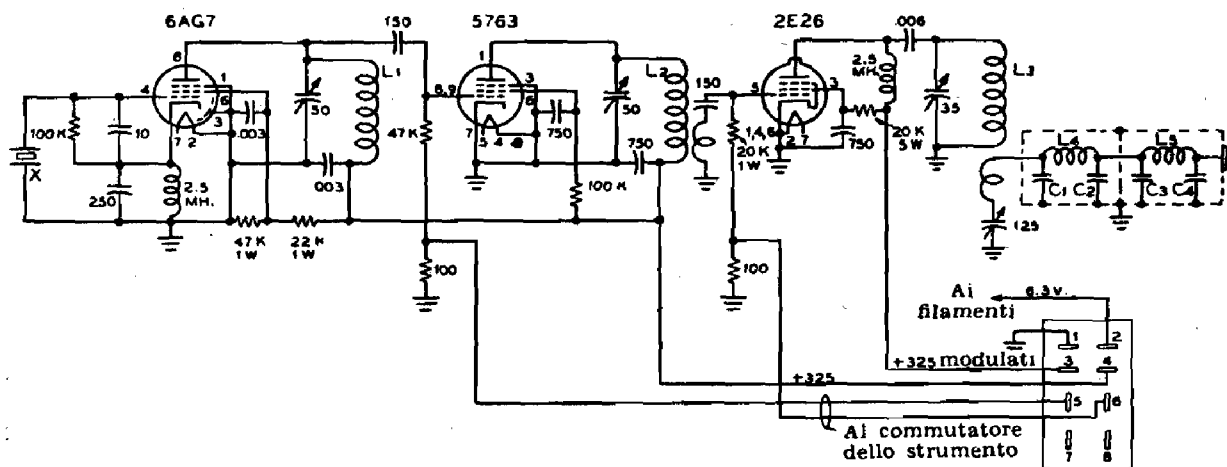 6AG7
5763
2E26
150
.006
6
1
1
L1
L2
2.5
MH.
L3
4
1
6
3
8,9
3
6
150
5
3
50
50
35
100 K
10
.003
7
2
47 K
7
5
4
750
20 K
1 W
1,4,6
2
7
750
20 K
5 W
X
250
2.5
MH.
.003
750
100 K
L4
L5
C1
C2
C3
C4
47 K
1 W
22 K
1 W
125
100
100
Ai
filamenti
6.3 V.
1
2
+325 modulati
3
4
+325
5
6
Al commutatore
dello strumento
7
8